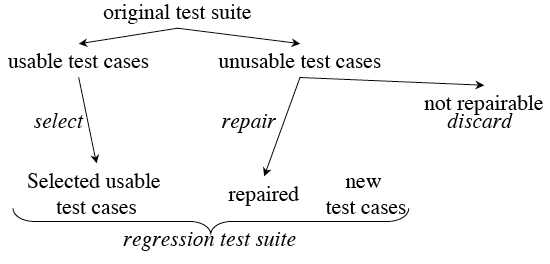 original test suite
usable test cases
unusable test cases
not repairable
discard
select
repair
Selected usable
test cases
repaired
new
test cases
regression test suite